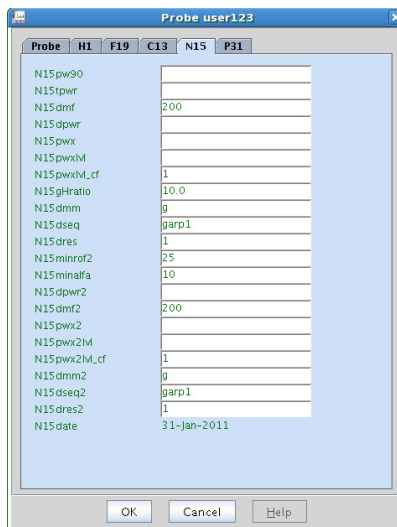 Probe user123
Probe H1 F19 C13 N15 P31
N15pw90
N15tpwr
N15dmf 200
N15dpwr
N15pwx
N15pwxlvl
N15pwxlvl_cf 1
N15gHratio 10.0
N15dmm g
N15dseq garp1
N15dres 1
N15minrof2 25
N15minalfa 10
N15dpwr2
N15dmf2 200
N15pwx2
N15pwx2lvl
N15pwx2lvl_cf 1
N15dmm2 g
N15dseq2 garp1
N15dres2 1
N15date 31-Jan-2011
OK Cancel Help